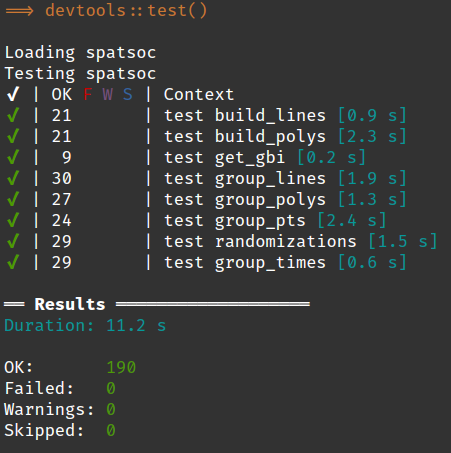 ==> devtools::test()
Loading spatsoc
Testing spatsoc
✔ | OK F W S | Context
✔ | 21       | test build_lines [0.9 s]
✔ | 21       | test build_polys [2.3 s]
✔ |  9       | test get_gbi [0.2 s]
✔ | 30       | test group_lines [1.9 s]
✔ | 27       | test group_polys [1.3 s]
✔ | 24       | test group_pts [2.4 s]
✔ | 29       | test randomizations [1.5 s]
✔ | 29       | test group_times [0.6 s]
══ Results ═══════════════════
Duration: 11.2 s
OK:       190
Failed:   0
Warnings: 0
Skipped:  0